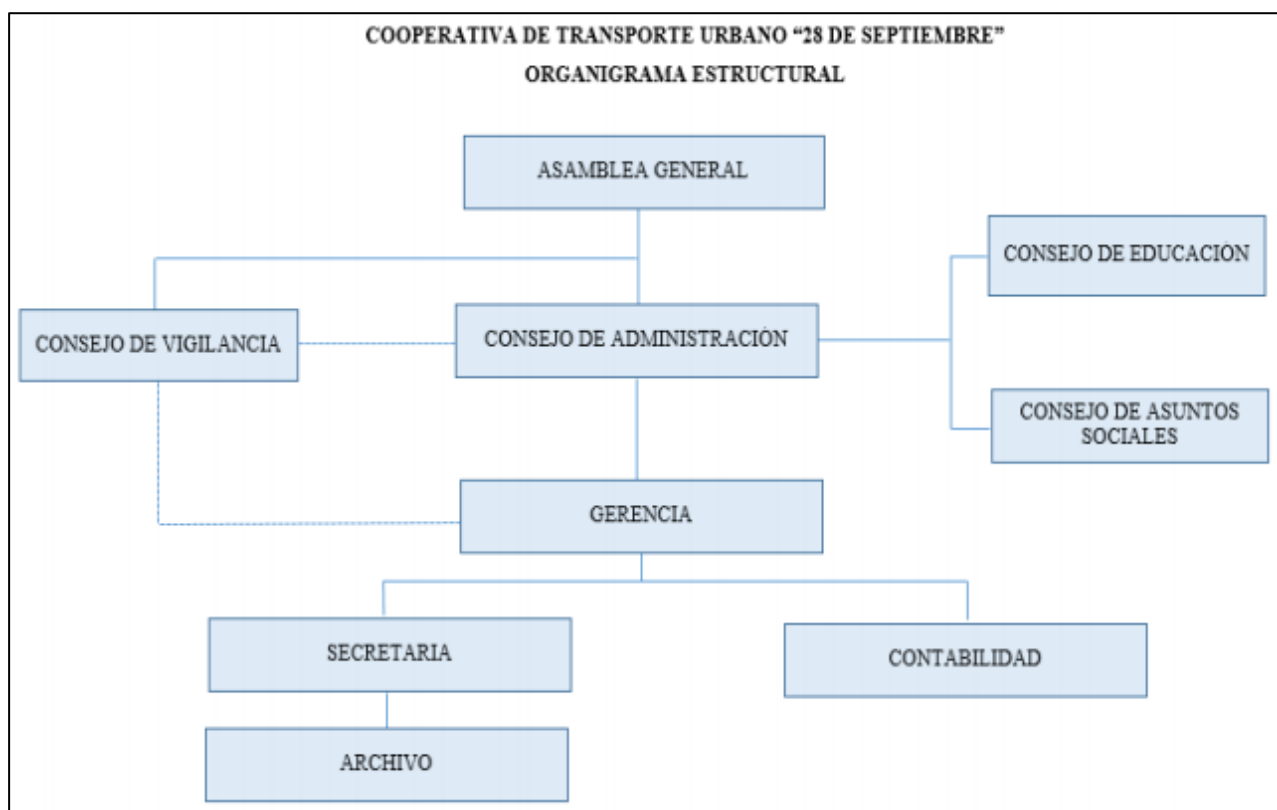 COOPERATIVA DE TRANSPORTE URBANO “28 DE SEPTIEMBRE”
ORGANIGRAMA ESTRUCTURAL
ASAMBLEA GENERAL
CONSEJO DE EDUCACIÓN
CONSEJO DE VIGILANCIA
CONSEJO DE ADMINISTRACIÓN
CONSEJO DE ASUNTOS
SOCIALES
GERENCIA
SECRETARIA
CONTABILIDAD
ARCHIVO